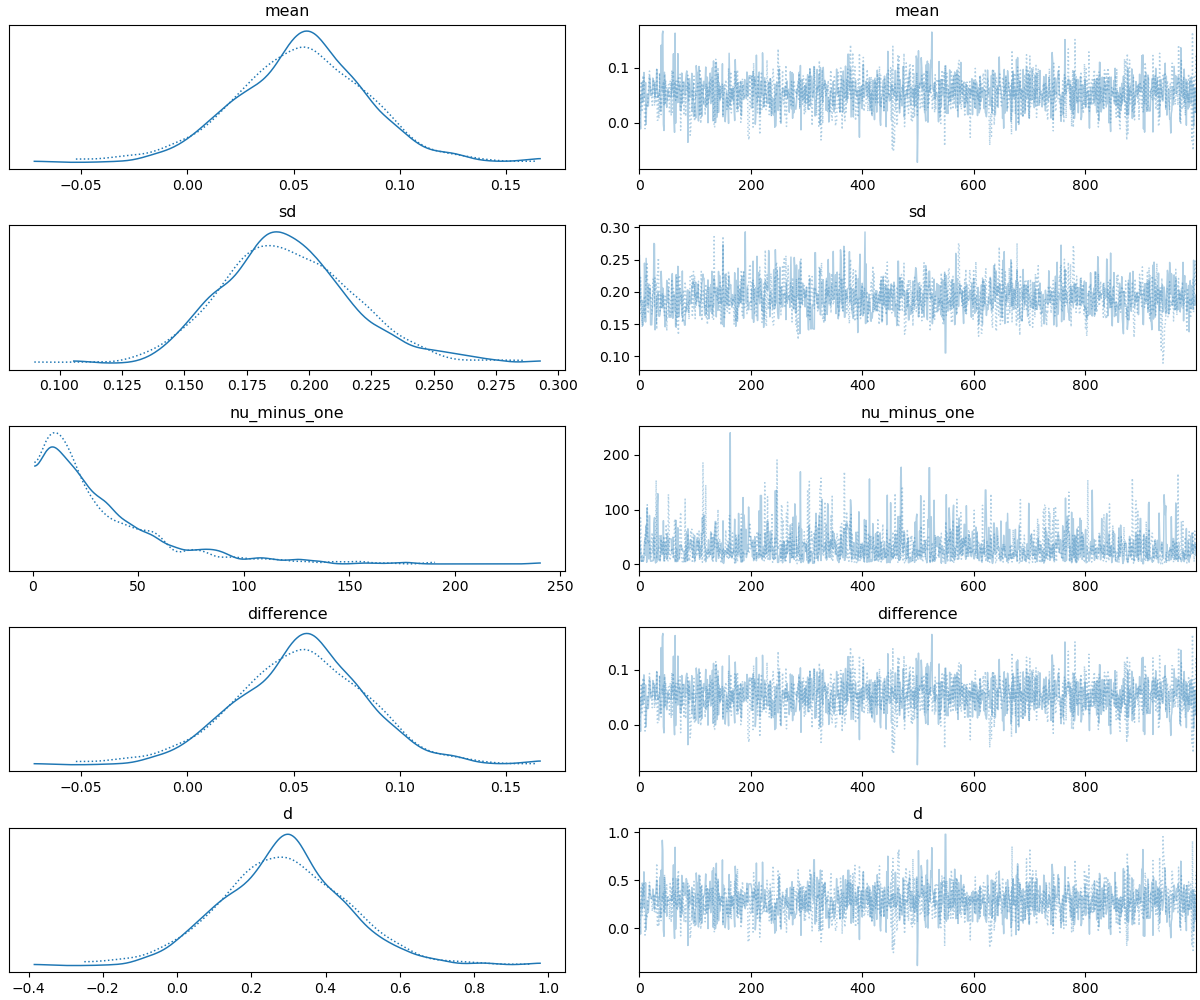 mean mean
0.1
0.0
−0.05 0.00 0.05 0.10 0.15 0 200 400 600 800
sd sd
0.30
0.25
0.20
0.15
0.10
0.100 0.125 0.150 0.175 0.200 0.225 0.250 0.275 0.300 0 200 400 600 800
nu_minus_one nu_minus_one
200
100
0
0 50 100 150 200 250 0 200 400 600 800
difference difference
0.1
0.0
−0.05 0.00 0.05 0.10 0.15 0 200 400 600 800
d d
1.0
0.5
0.0
−0.4 −0.2 0.0 0.2 0.4 0.6 0.8 1.0 0 200 400 600 800